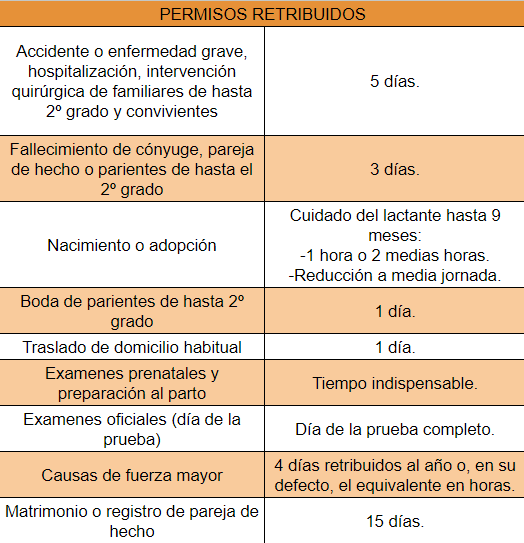 PERMISOS RETRIBUIDOS
Accidente o enfermedad grave,
hospitalización, intervención
quirúrgica de familiares de hasta
2º grado y convivientes
5 días.
Fallecimiento de cónyuge, pareja
de hecho o parientes de hasta el
2º grado
3 días.
Nacimiento o adopción
Cuidado del lactante hasta 9
meses:
-1 hora o 2 medias horas.
-Reducción a media jornada.
Boda de parientes de hasta 2º
grado
1 día.
Traslado de domicilio habitual
1 día.
Examenes prenatales y
preparación al parto
Tiempo indispensable.
Examenes oficiales (día de la
prueba)
Día de la prueba completo.
Causas de fuerza mayor
4 días retribuidos al año o, en su
defecto, el equivalente en horas.
Matrimonio o registro de pareja de
hecho
15 días.